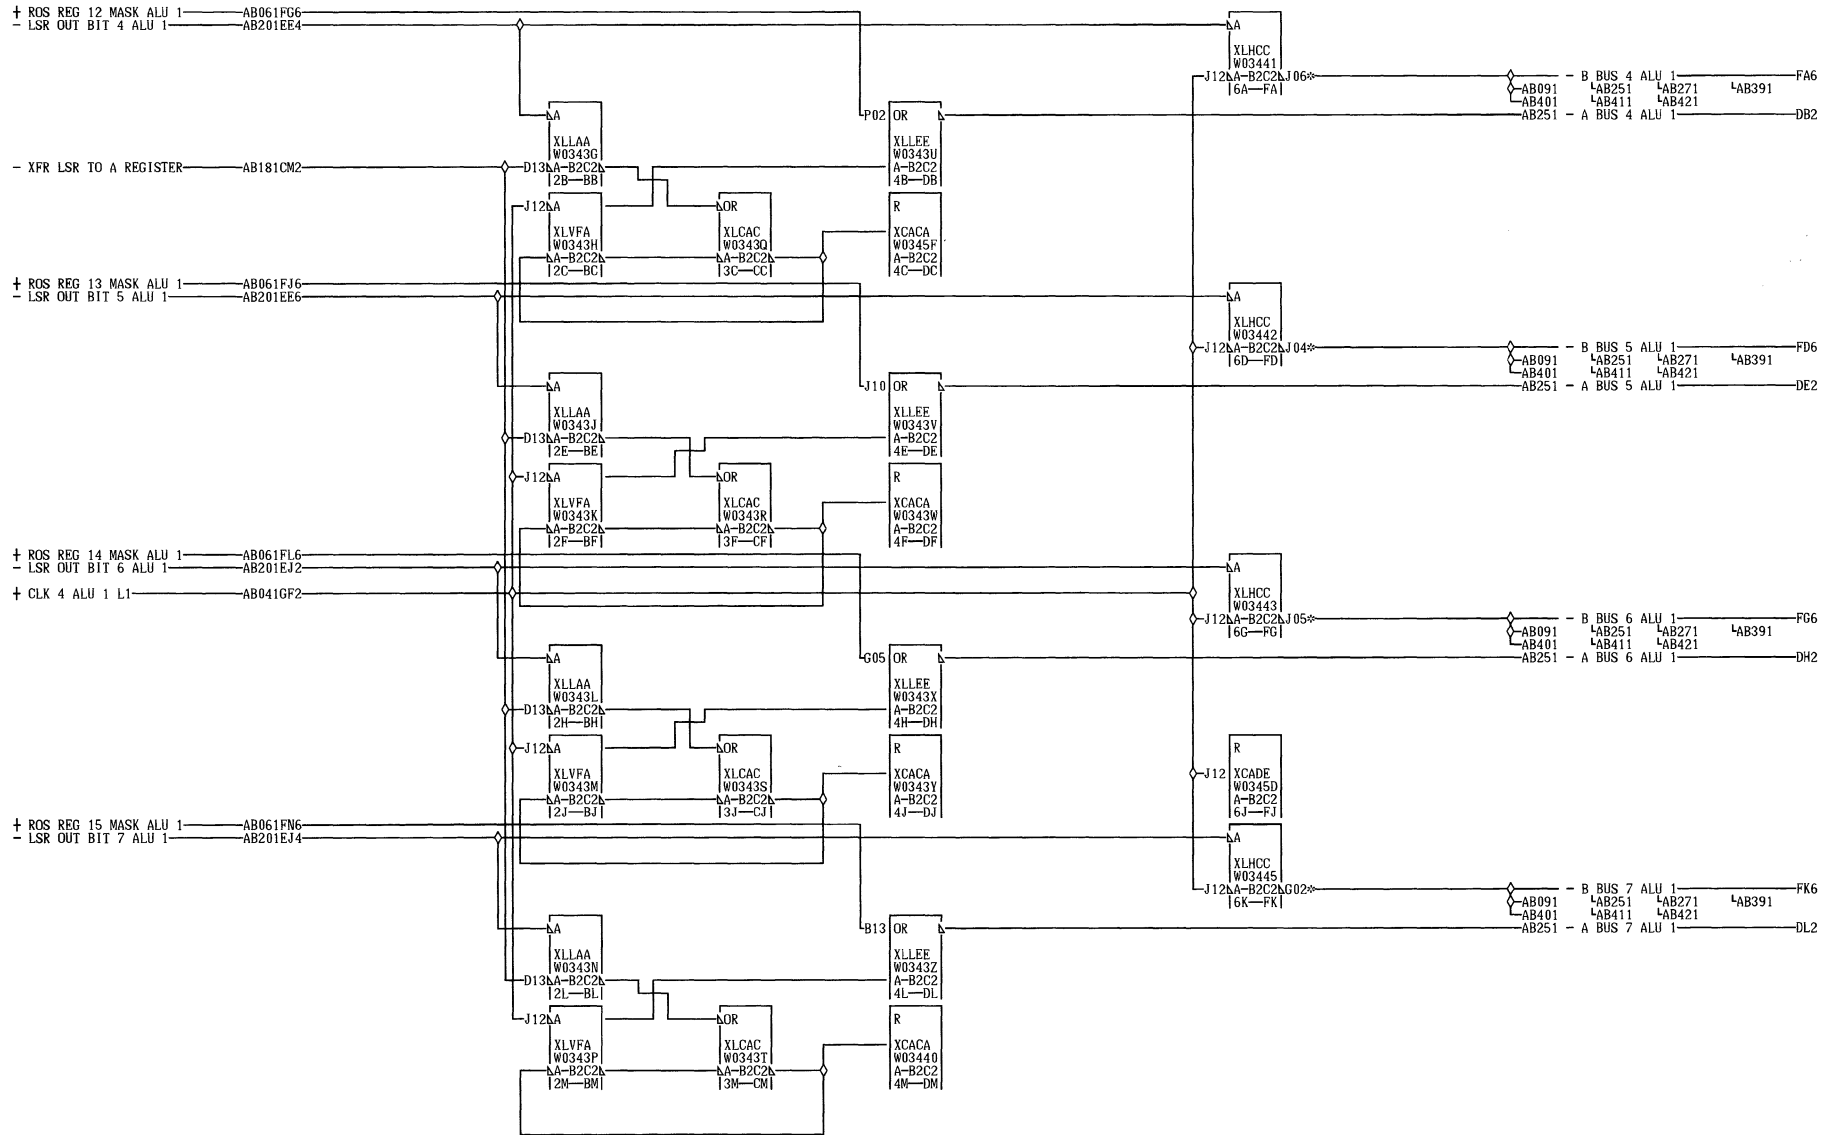 + ROS REG 12 MASK ALU 1 AB061FG6
- LSR OUT BIT 4 ALU 1 AB201EE4
A
XLHCC
W03441
J12 A-B2C2 J06*
6A FA
- B BUS 4 ALU 1 FA6
AB091 AB251 AB271 AB391
AB401 AB411 AB421
AB251 - A BUS 4 ALU 1 DB2
A
XLLAA
W0343G
D13 A-B2C2
2B BB
P02 OR
XLLEE
W0343U
A-B2C2
4B DB
- XFR LSR TO A REGISTER AB181CM2
J12 A
XLVFA
W0343H
A-B2C2
2C BC
OR
XLCAC
W0343Q
A-B2C2
3C CC
R
XCACA
W0345F
A-B2C2
4C DC
+ ROS REG 13 MASK ALU 1 AB061FJ6
- LSR OUT BIT 5 ALU 1 AB201EE6
A
XLHCC
W03442
J12 A-B2C2 J04*
6D FD
- B BUS 5 ALU 1 FD6
AB091 AB251 AB271 AB391
AB401 AB411 AB421
AB251 - A BUS 5 ALU 1 DE2
A
XLLAA
W0343J
D13 A-B2C2
2E BE
J10 OR
XLLEE
W0343V
A-B2C2
4E DE
J12 A
XLVFA
W0343K
A-B2C2
2F BF
OR
XLCAC
W0343R
A-B2C2
3F CF
R
XCACA
W0343W
A-B2C2
4F DF
+ ROS REG 14 MASK ALU 1 AB061FL6
- LSR OUT BIT 6 ALU 1 AB201EJ2
+ CLK 4 ALU 1 L1 AB041GF2
A
XLHCC
W03443
J12 A-B2C2 J05*
6G FG
- B BUS 6 ALU 1 FG6
AB091 AB251 AB271 AB391
AB401 AB411 AB421
AB251 - A BUS 6 ALU 1 DH2
A
XLLAA
W0343L
D13 A-B2C2
2H BH
G05 OR
XLLEE
W0343X
A-B2C2
4H DH
J12 A
XLVFA
W0343M
A-B2C2
2J BJ
OR
XLCAC
W0343S
A-B2C2
3J CJ
R
XCACA
W0343Y
A-B2C2
4J DJ
R
J12 XCADE
W0345D
A-B2C2
6J FJ
+ ROS REG 15 MASK ALU 1 AB061FN6
- LSR OUT BIT 7 ALU 1 AB201EJ4
A
XLHCC
W03445
J12 A-B2C2 G02*
6K FK
- B BUS 7 ALU 1 FK6
AB091 AB251 AB271 AB391
AB401 AB411 AB421
AB251 - A BUS 7 ALU 1 DL2
A
XLLAA
W0343N
D13 A-B2C2
2L BL
B13 OR
XLLEE
W0343Z
A-B2C2
4L DL
J12 A
XLVFA
W0343P
A-B2C2
2M BM
OR
XLCAC
W0343T
A-B2C2
3M CM
R
XCACA
W03440
A-B2C2
4M DM